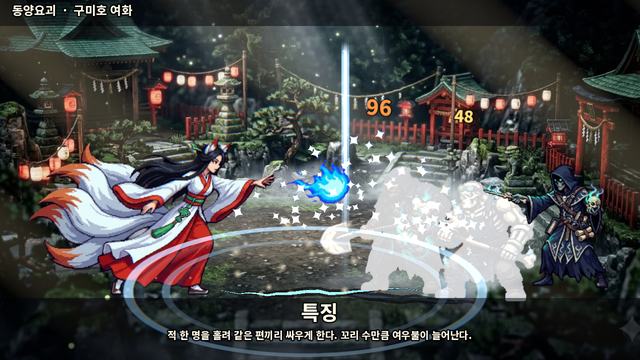 동양요괴 · 구미호 여화
96
48
특징
적 한 명을 홀려 같은 편끼리 싸우게 한다. 꼬리 수만큼 여우불이 늘어난다.